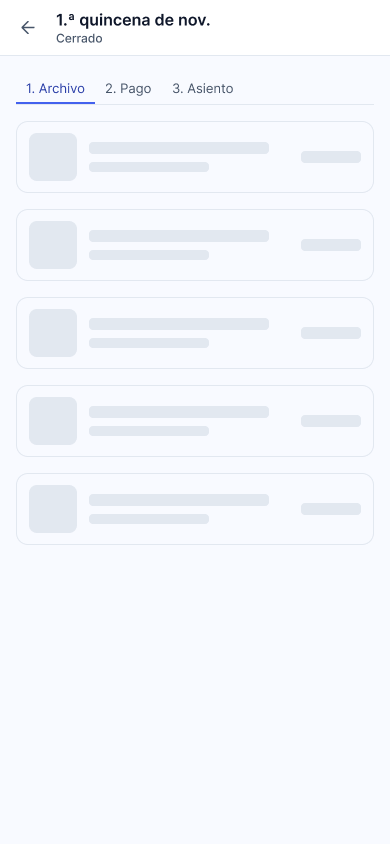 1.ª quincena de nov.
Cerrado
1. Archivo
2. Pago
3. Asiento